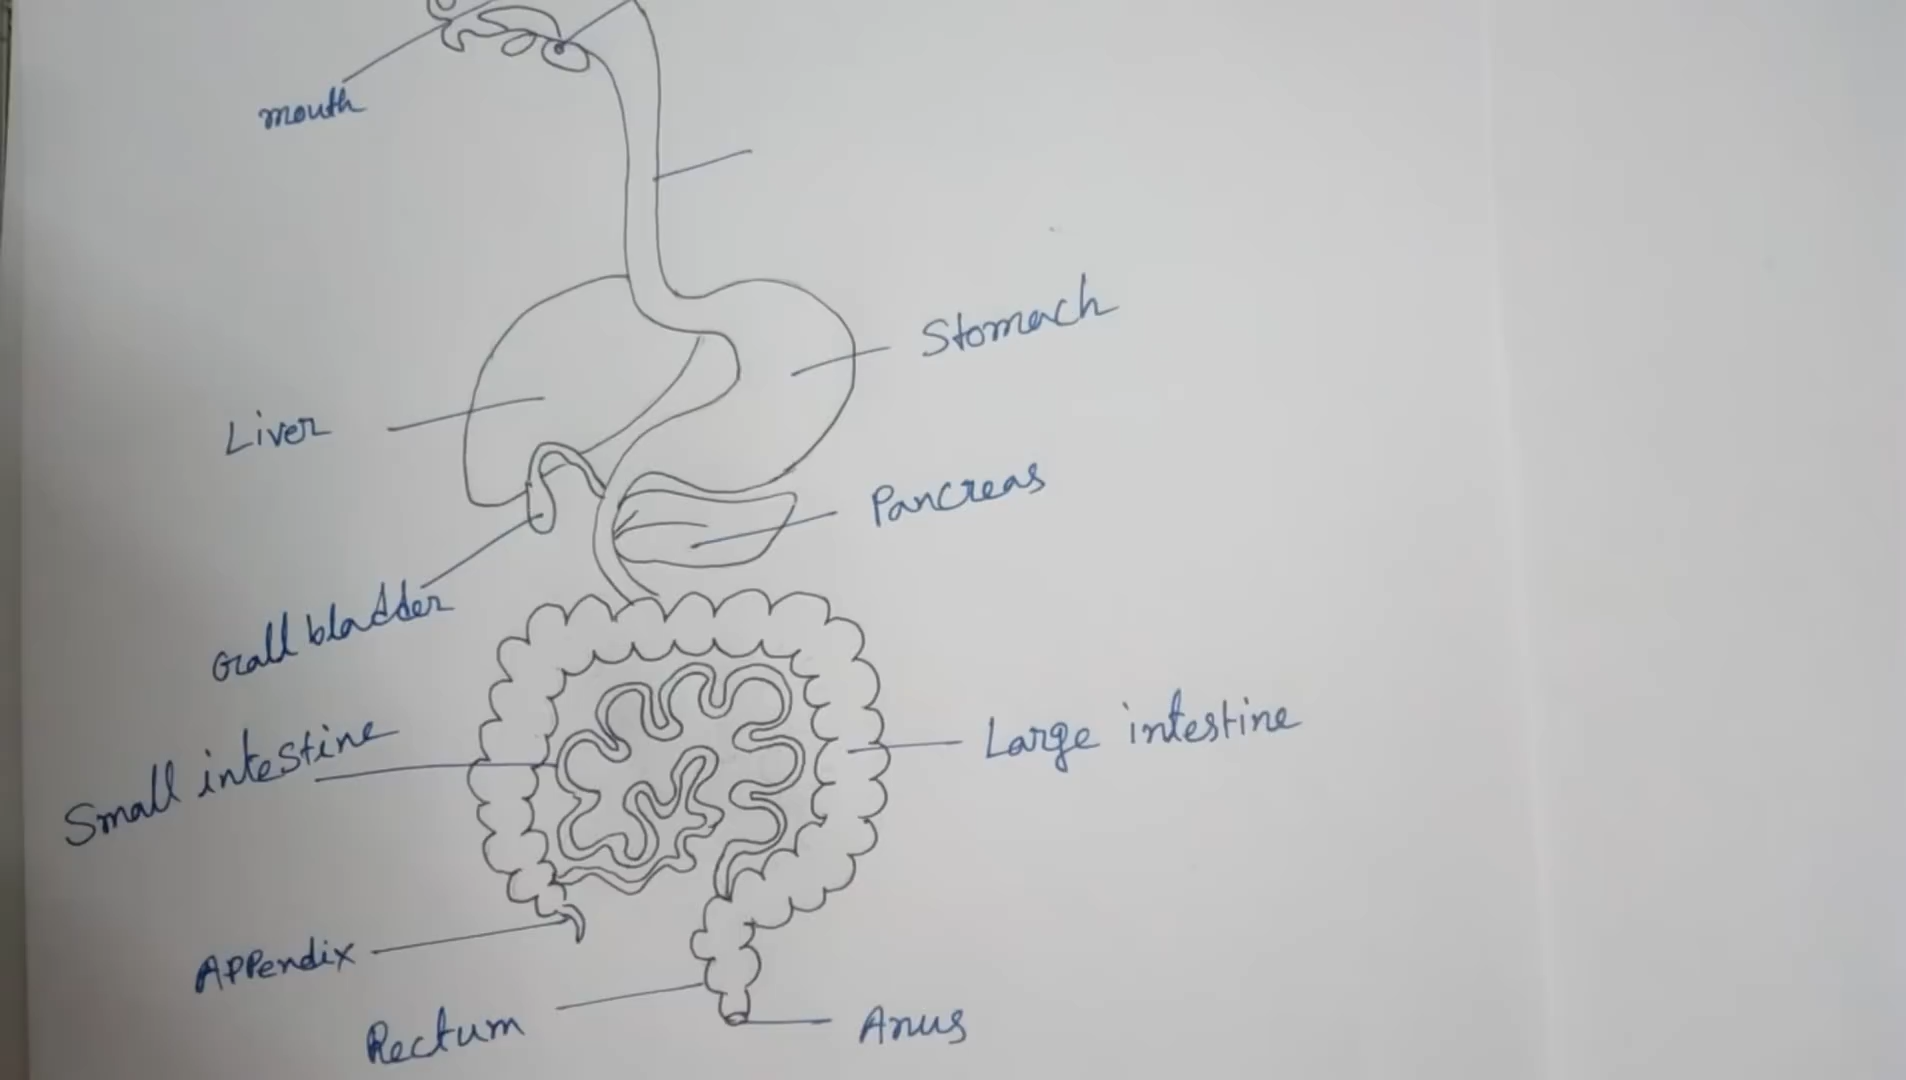 mouth
Stomach
Liver
Pancreas
Gall bladder
Small intestine
Large intestine
Appendix
Rectum
Anus